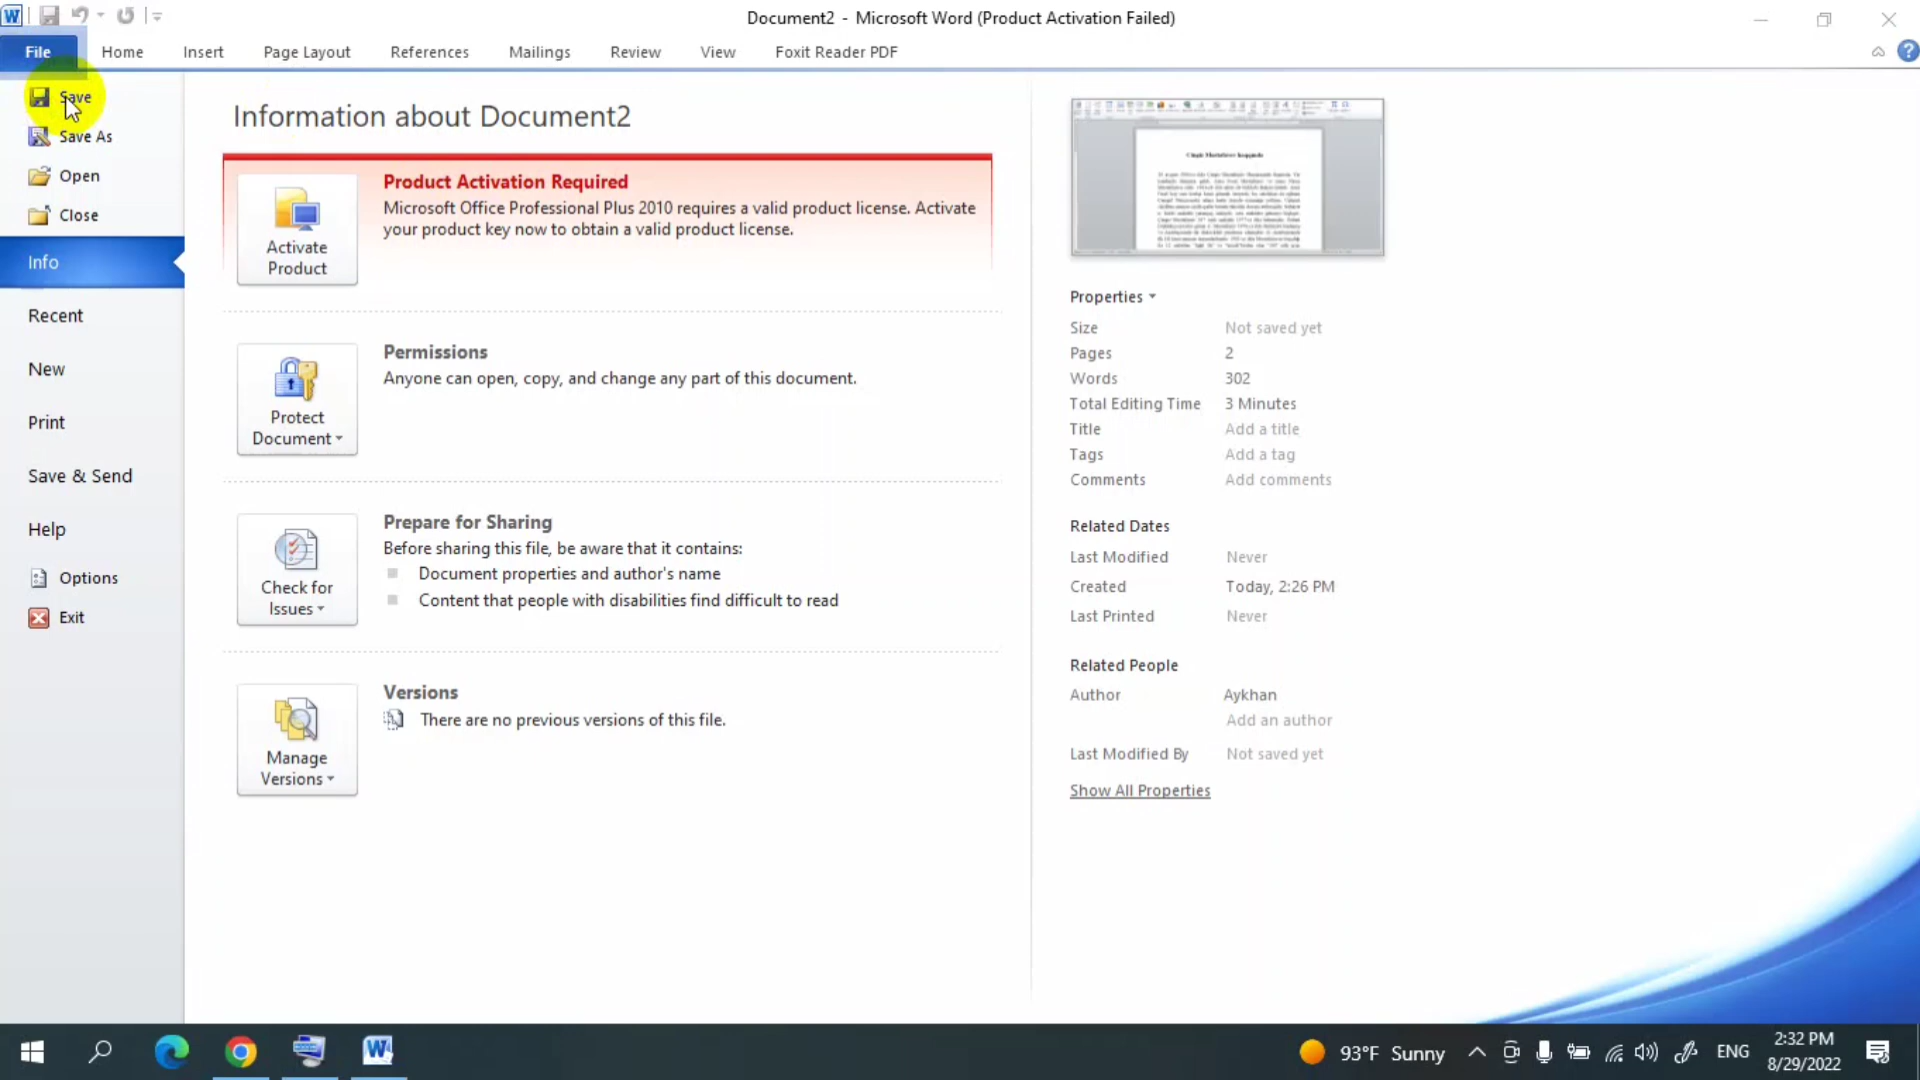 Document2 - Microsoft Word (Product Activation Failed)
File Home Insert Page Layout References Mailings Review View Foxit Reader PDF
Save
Save As
Open
Close
Info
Recent
New
Print
Save & Send
Help
Options
Exit
Information about Document2
Activate
Product
Product Activation Required
Microsoft Office Professional Plus 2010 requires a valid product license. Activate
your product key now to obtain a valid product license.
Protect
Document
Permissions
Anyone can open, copy, and change any part of this document.
Check for
Issues
Prepare for Sharing
Before sharing this file, be aware that it contains:
Document properties and author's name
Content that people with disabilities find difficult to read
Manage
Versions
Versions
There are no previous versions of this file.
Properties
Size Not saved yet
Pages 2
Words 302
Total Editing Time 3 Minutes
Title Add a title
Tags Add a tag
Comments Add comments
Related Dates
Last Modified Never
Created Today, 2:26 PM
Last Printed Never
Related People
Author Aykhan
Add an author
Last Modified By Not saved yet
Show All Properties
93°F Sunny
ENG
2:32 PM
8/29/2022